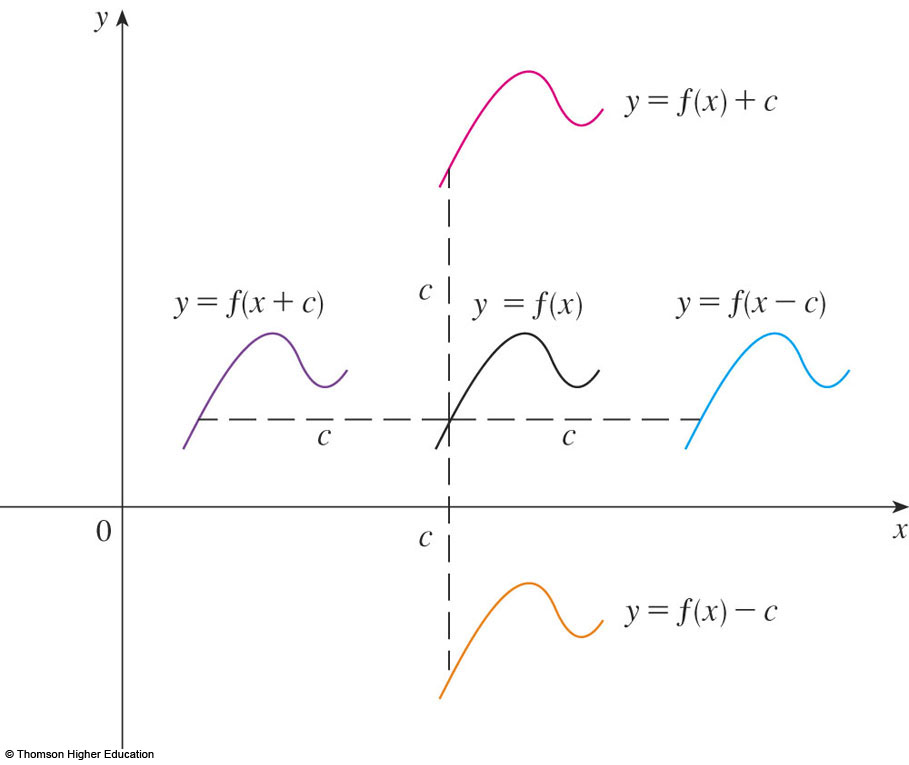 y
y = f(x) + c
c
y = f(x + c)
y = f(x)
y = f(x − c)
c
c
0
c
x
y = f(x) − c
© Thomson Higher Education